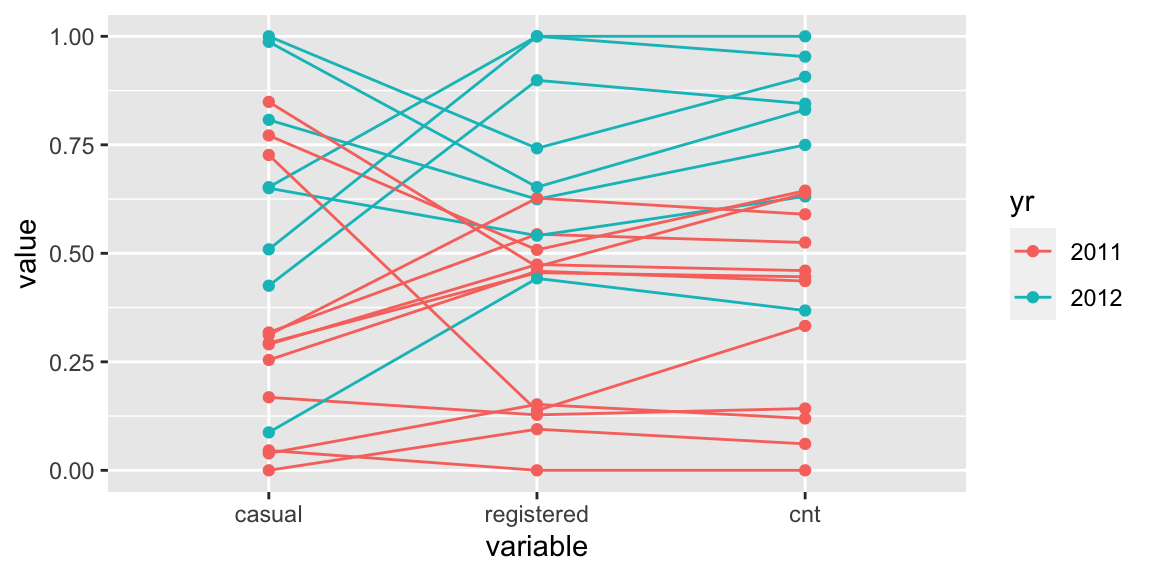 1.00
0.75
0.50
0.25
0.00
value
casual registered cnt
variable
yr
2011
2012